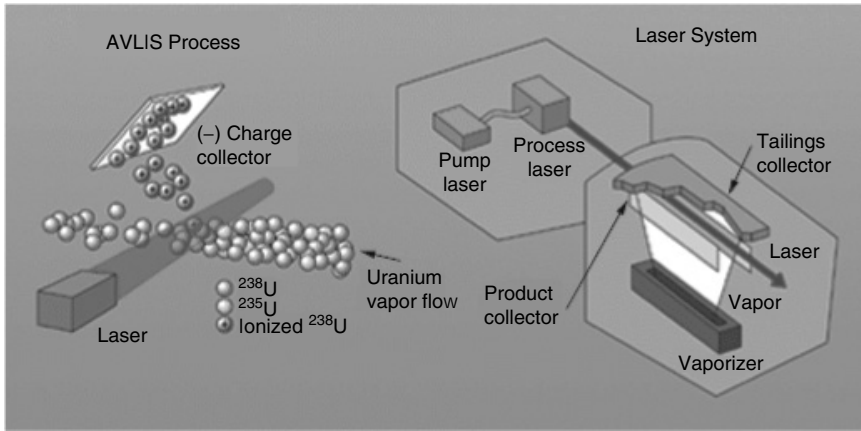 AVLIS Process
(–) Charge
collector
Uranium
vapor flow
²³⁸U
²³⁵U
Ionized ²³⁸U
Laser
Laser System
Pump
laser
Process
laser
Tailings
collector
Laser
Product
collector
Vapor
Vaporizer